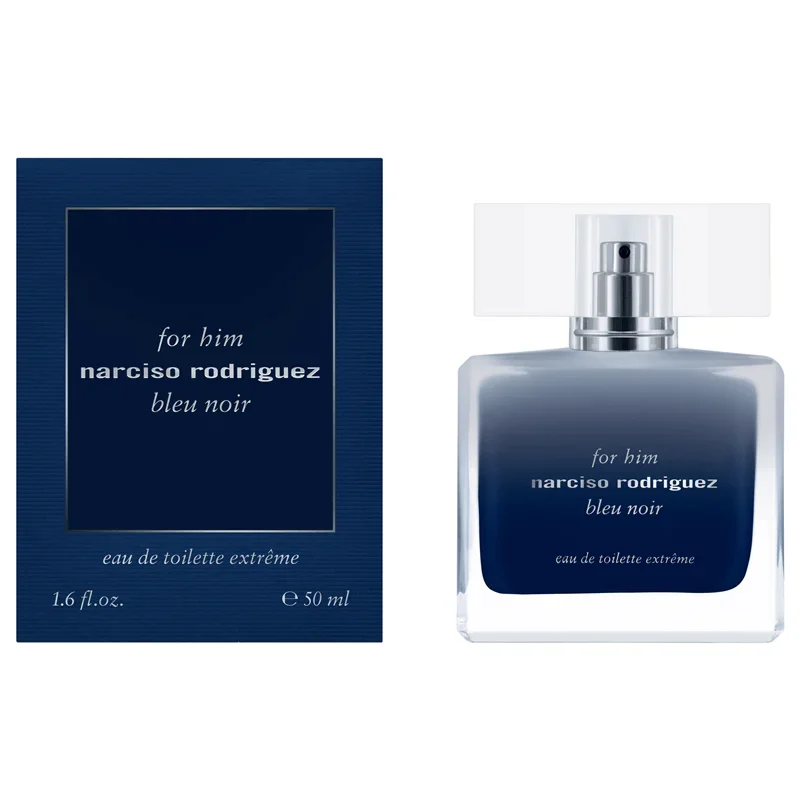 for him
narciso rodriguez
bleu noir
eau de toilette extrême
1.6 fl.oz.
℮ 50 ml
for him
narciso rodriguez
bleu noir
eau de toilette extrême